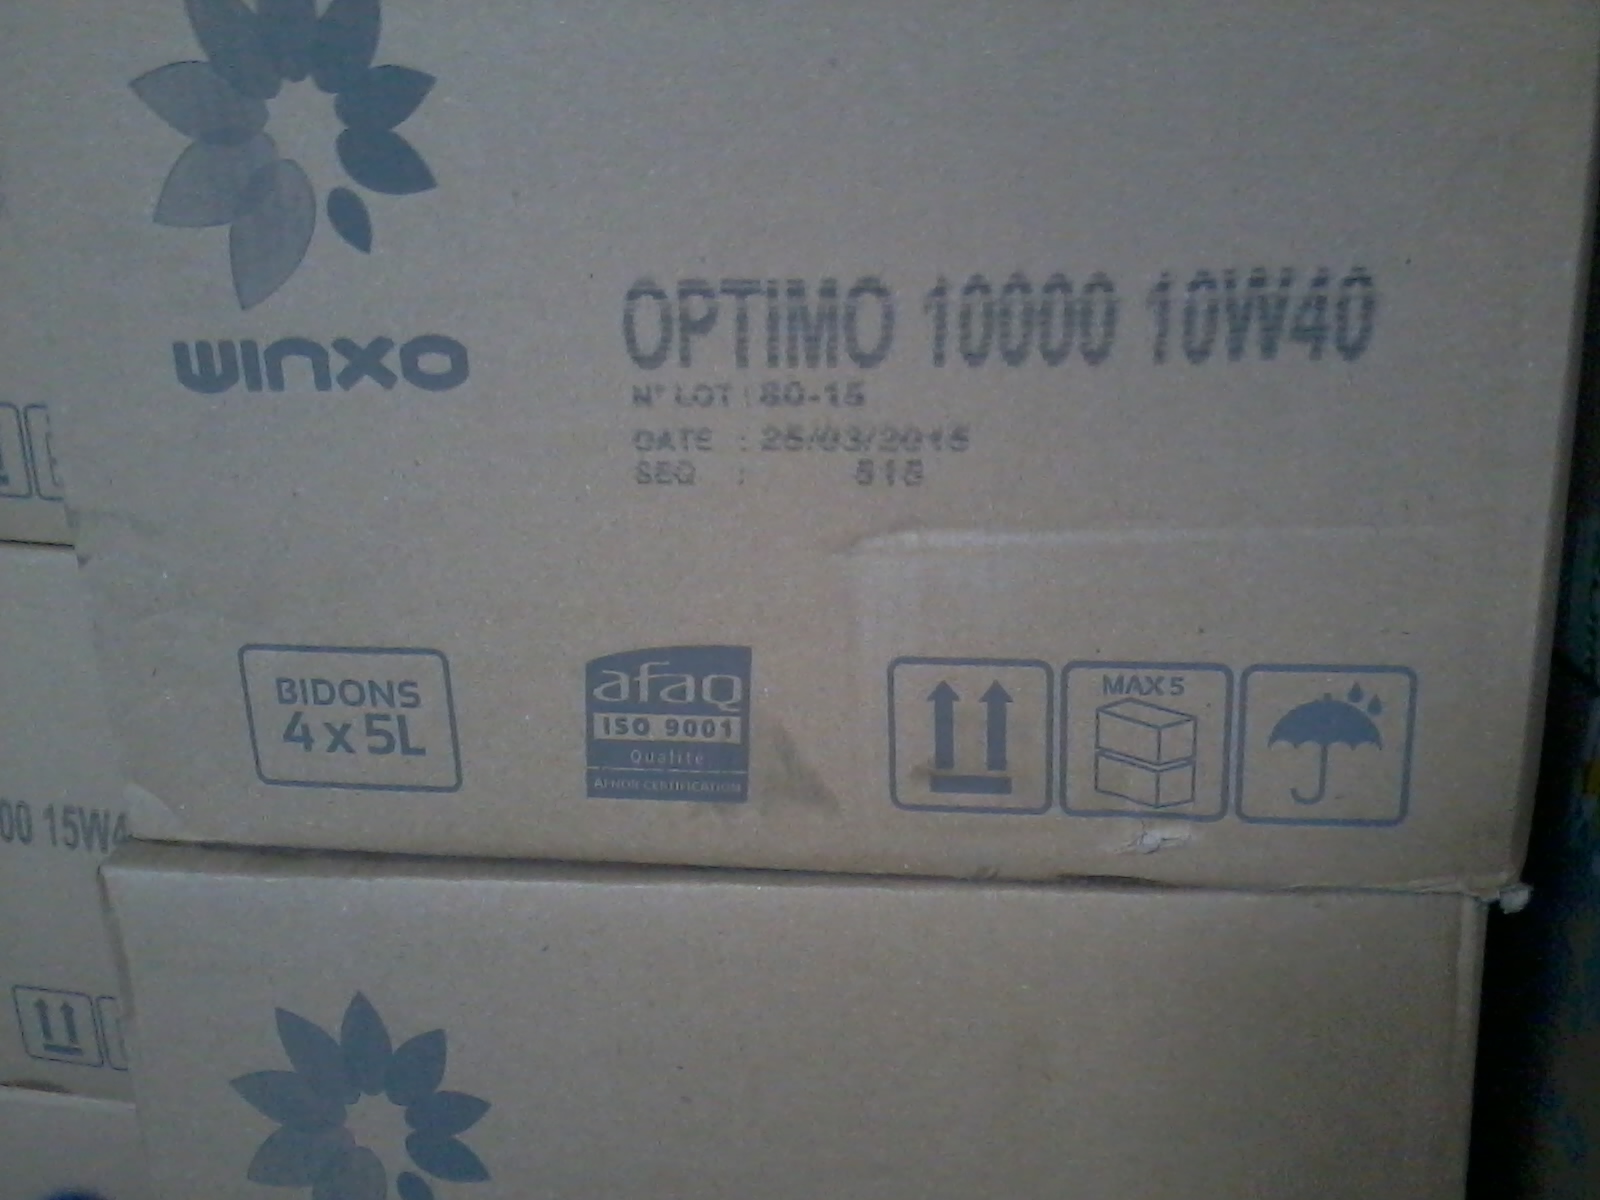 winxo
OPTIMO 10000 10W40
N° LOT : 80-15
DATE : 25/03/2015
SEQ :
BIDONS
4 x 5L
afaq
ISO 9001
Qualité
AFNOR CERTIFICATION
MAX 5
00 15W4